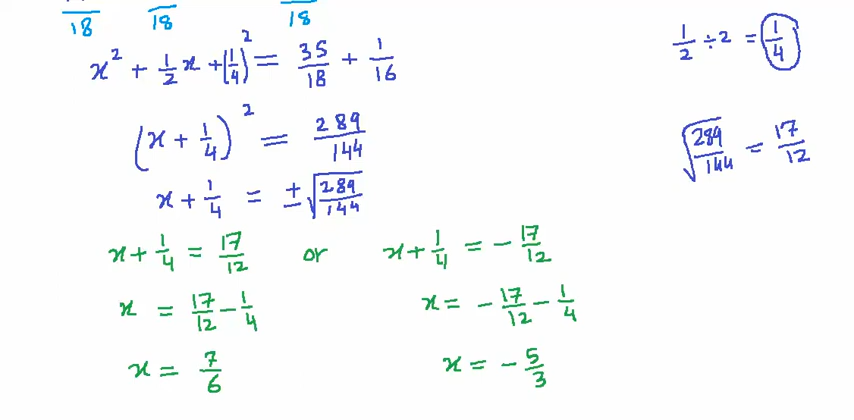 18 18 18
x² + 1/2 x + (1/4)² = 35/18 + 1/16
1/2 ÷ 2 = 1/4
(x + 1/4)² = 289/144
√(289/144) = 17/12
x + 1/4 = ± √(289/144)
x + 1/4 = 17/12 or x + 1/4 = - 17/12
x = 17/12 - 1/4 x = - 17/12 - 1/4
x = 7/6 x = - 5/3